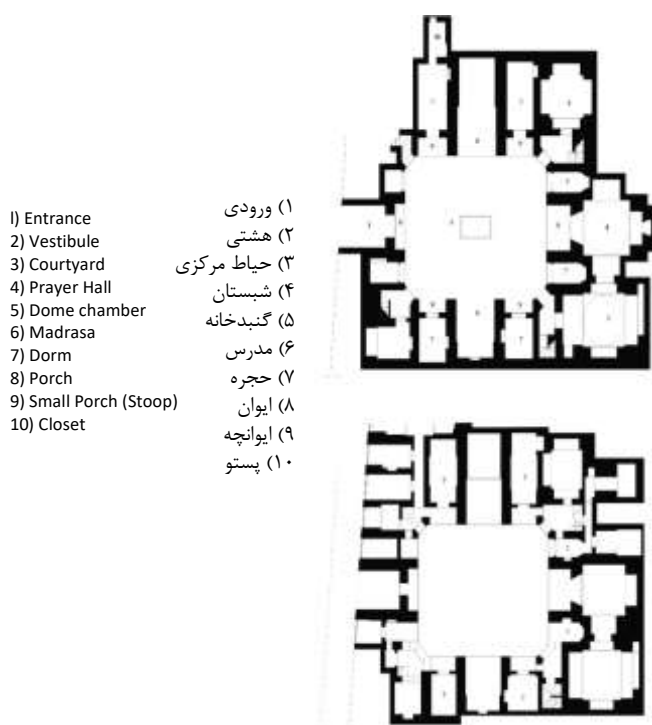 l) Entrance
2) Vestibule
3) Courtyard
4) Prayer Hall
5) Dome chamber
6) Madrasa
7) Dorm
8) Porch
9) Small Porch (Stoop)
10) Closet
۱) ورودی
۲) هشتی
۳) حیاط مرکزی
۴) شبستان
۵) گنبدخانه
۶) مدرس
۷) حجره
۸) ایوان
۹) ایوانچه
۱۰) پستو